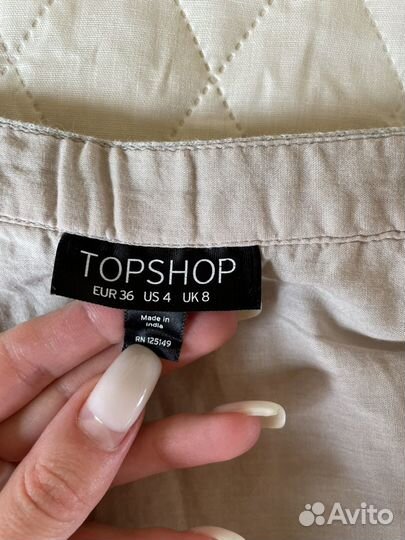 TOPSHOP
EUR 36 US 4 UK 8
Made in
India
RN 125149
Avito